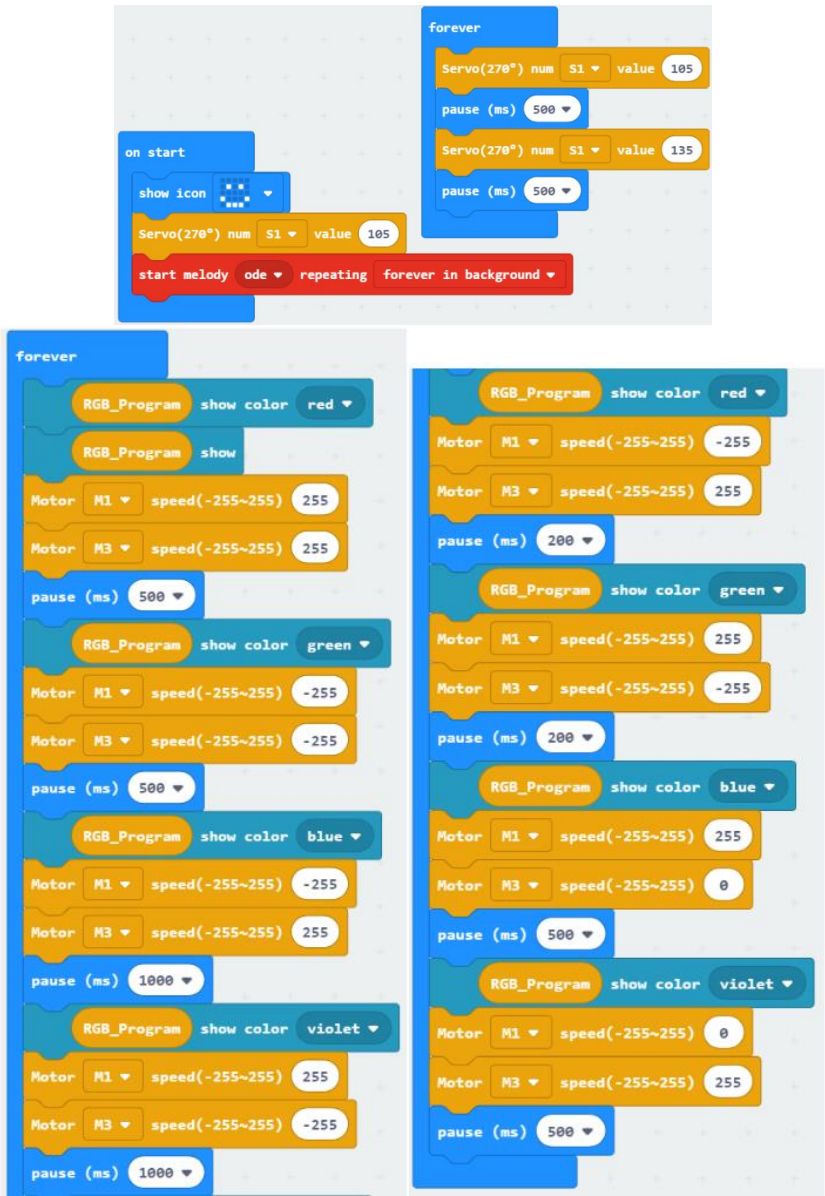 on start
show icon
Servo(270°) num S1 value 105
start melody ode repeating forever in background
forever
Servo(270°) num S1 value 105
pause (ms) 500
Servo(270°) num S1 value 135
pause (ms) 500
forever
RGB_Program show color red
RGB_Program show
Motor M1 speed(-255~255) 255
Motor M3 speed(-255~255) 255
pause (ms) 500
RGB_Program show color green
Motor M1 speed(-255~255) -255
Motor M3 speed(-255~255) -255
pause (ms) 500
RGB_Program show color blue
Motor M1 speed(-255~255) -255
Motor M3 speed(-255~255) 255
pause (ms) 1000
RGB_Program show color violet
Motor M1 speed(-255~255) 255
Motor M3 speed(-255~255) -255
pause (ms) 1000
RGB_Program show color red
Motor M1 speed(-255~255) -255
Motor M3 speed(-255~255) 255
pause (ms) 200
RGB_Program show color green
Motor M1 speed(-255~255) 255
Motor M3 speed(-255~255) -255
pause (ms) 200
RGB_Program show color blue
Motor M1 speed(-255~255) 255
Motor M3 speed(-255~255) 0
pause (ms) 500
RGB_Program show color violet
Motor M1 speed(-255~255) 0
Motor M3 speed(-255~255) 255
pause (ms) 500